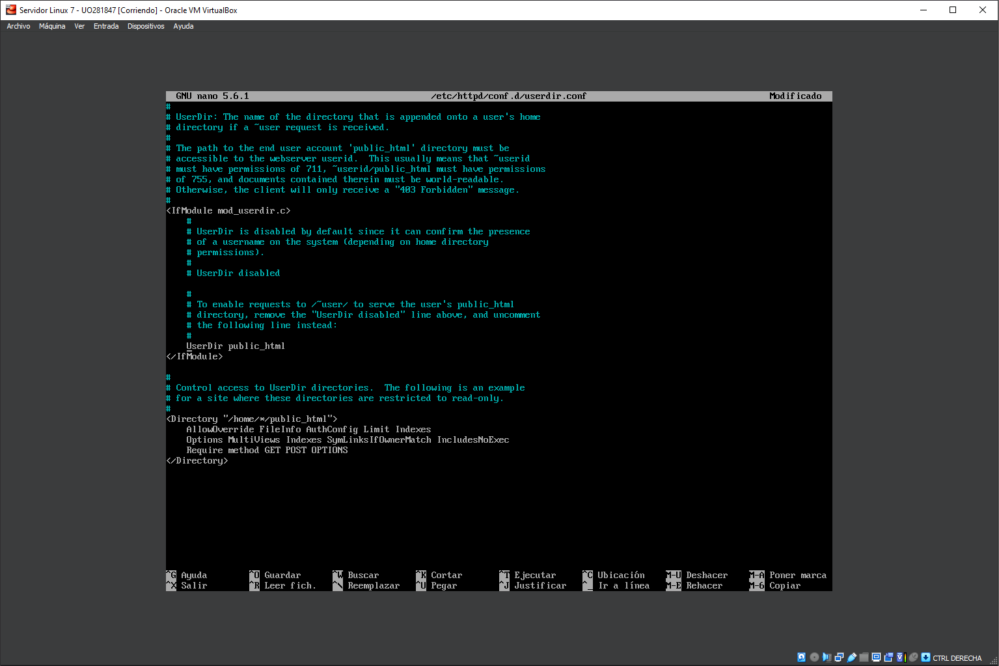 Servidor Linux 7 - UO281847 [Corriendo] - Oracle VM VirtualBox
Archivo Máquina Ver Entrada Dispositivos Ayuda
GNU nano 5.6.1 /etc/httpd/conf.d/userdir.conf Modificado
#
# UserDir: The name of the directory that is appended onto a user's home
# directory if a ~user request is received.
#
# The path to the end user account 'public_html' directory must be
# accessible to the webserver userid.  This usually means that ~userid
# must have permissions of 711, ~userid/public_html must have permissions
# of 755, and documents contained therein must be world-readable.
# Otherwise, the client will only receive a "403 Forbidden" message.
#
<IfModule mod_userdir.c>
    #
    # UserDir is disabled by default since it can confirm the presence
    # of a username on the system (depending on home directory
    # permissions).
    #
    # UserDir disabled
    #
    # To enable requests to /~user/ to serve the user's public_html
    # directory, remove the "UserDir disabled" line above, and uncomment
    # the following line instead:
    #
    UserDir public_html
</IfModule>
#
# Control access to UserDir directories.  The following is an example
# for a site where these directories are restricted to read-only.
#
<Directory "/home/*/public_html">
    AllowOverride FileInfo AuthConfig Limit Indexes
    Options MultiViews Indexes SymLinksIfOwnerMatch IncludesNoExec
    Require method GET POST OPTIONS
</Directory>
^G Ayuda ^O Guardar ^W Buscar ^K Cortar ^T Ejecutar ^C Ubicación M-U Deshacer M-A Poner marca
^X Salir ^R Leer fich. ^\ Reemplazar ^U Pegar ^J Justificar ^_ Ir a línea M-E Rehacer M-6 Copiar
CTRL DERECHA